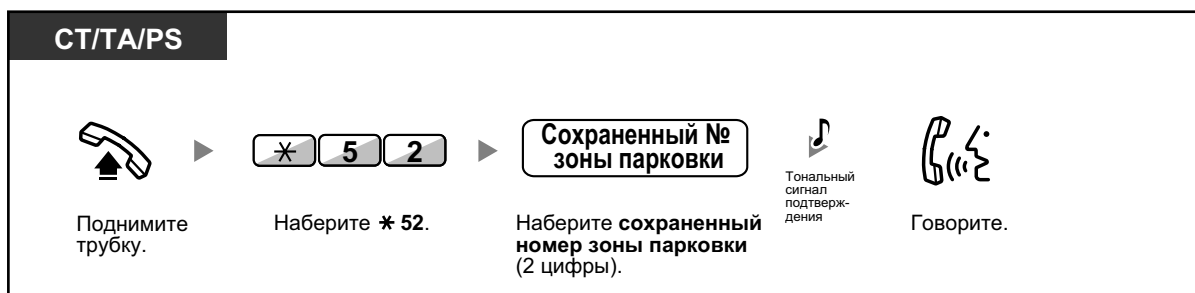 CT/TA/PS
✳ 5 2
Сохраненный №
зоны парковки
Тональный
сигнал
подтверж-
дения
Поднимите
трубку.
Наберите ✳ 52.
Наберите сохраненный
номер зоны парковки
(2 цифры).
Говорите.